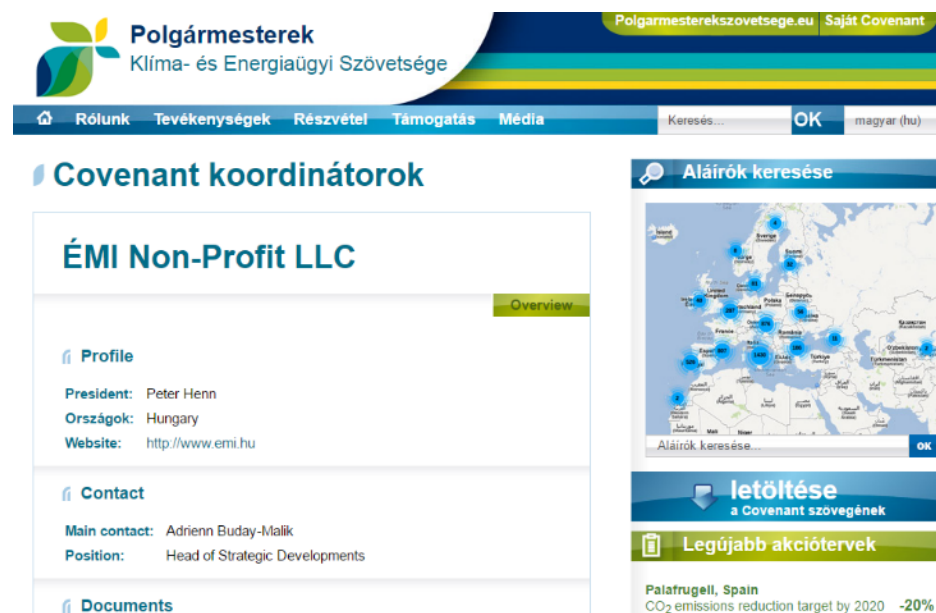 Polgármesterek
Klíma- és Energiaügyi Szövetsége
Polgarmesterekszovetsege.eu Saját Covenant
Rólunk Tevékenységek Részvétel Támogatás Média
Keresés... OK magyar (hu)
Covenant koordinátorok
ÉMI Non-Profit LLC
Overview
Profile
President: Peter Henn
Országok: Hungary
Website: http://www.emi.hu
Contact
Main contact: Adrienn Buday-Malik
Position: Head of Strategic Developments
Documents
Aláírók keresése
Aláírók keresése... OK
letöltése
a Covenant szövegének
Legújabb akciótervek
Palafrugell, Spain
CO₂ emissions reduction target by 2020 -20%